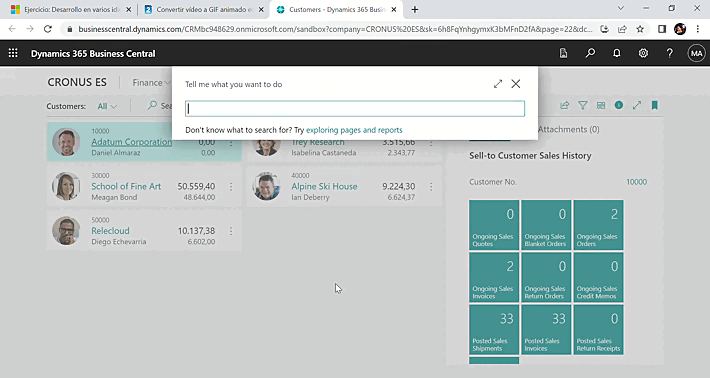 Ejercicio: Desarrollo en varios idio
Convertir vídeo a GIF animado e
Customers - Dynamics 365 Busin
businesscentral.dynamics.com/CRMbc948629.onmicrosoft.com/sandbox?company=CRONUS%20ES&sk=6h8FqYnhgymxK3bMFnD2fA&page=22&dc...
Dynamics 365 Business Central
MA
CRONUS ES
Finance
Tell me what you want to do
Don't know what to search for? Try exploring pages and reports
Customers:
All
Sea
Attachments (0)
10000
Adatum Corporation
0,00
Daniel Almaraz
0,00
Trey Research
3.515,66
Isabelina Castaneda
2.343,77
30000
School of Fine Art
50.559,40
Meagan Bond
48.644,00
40000
Alpine Ski House
9.224,30
Ian Deberry
6.624,37
50000
Relecloud
10.137,38
Diego Echevarria
6.602,00
Sell-to Customer Sales History
Customer No.
10000
0
Ongoing Sales
Quotes
0
Ongoing Sales
Blanket Orders
2
Ongoing Sales
Orders
2
Ongoing Sales
Invoices
0
Ongoing Sales
Return Orders
0
Ongoing Sales
Credit Memos
33
Posted Sales
Shipments
33
Posted Sales
Invoices
0
Posted Sales
Return Receipts